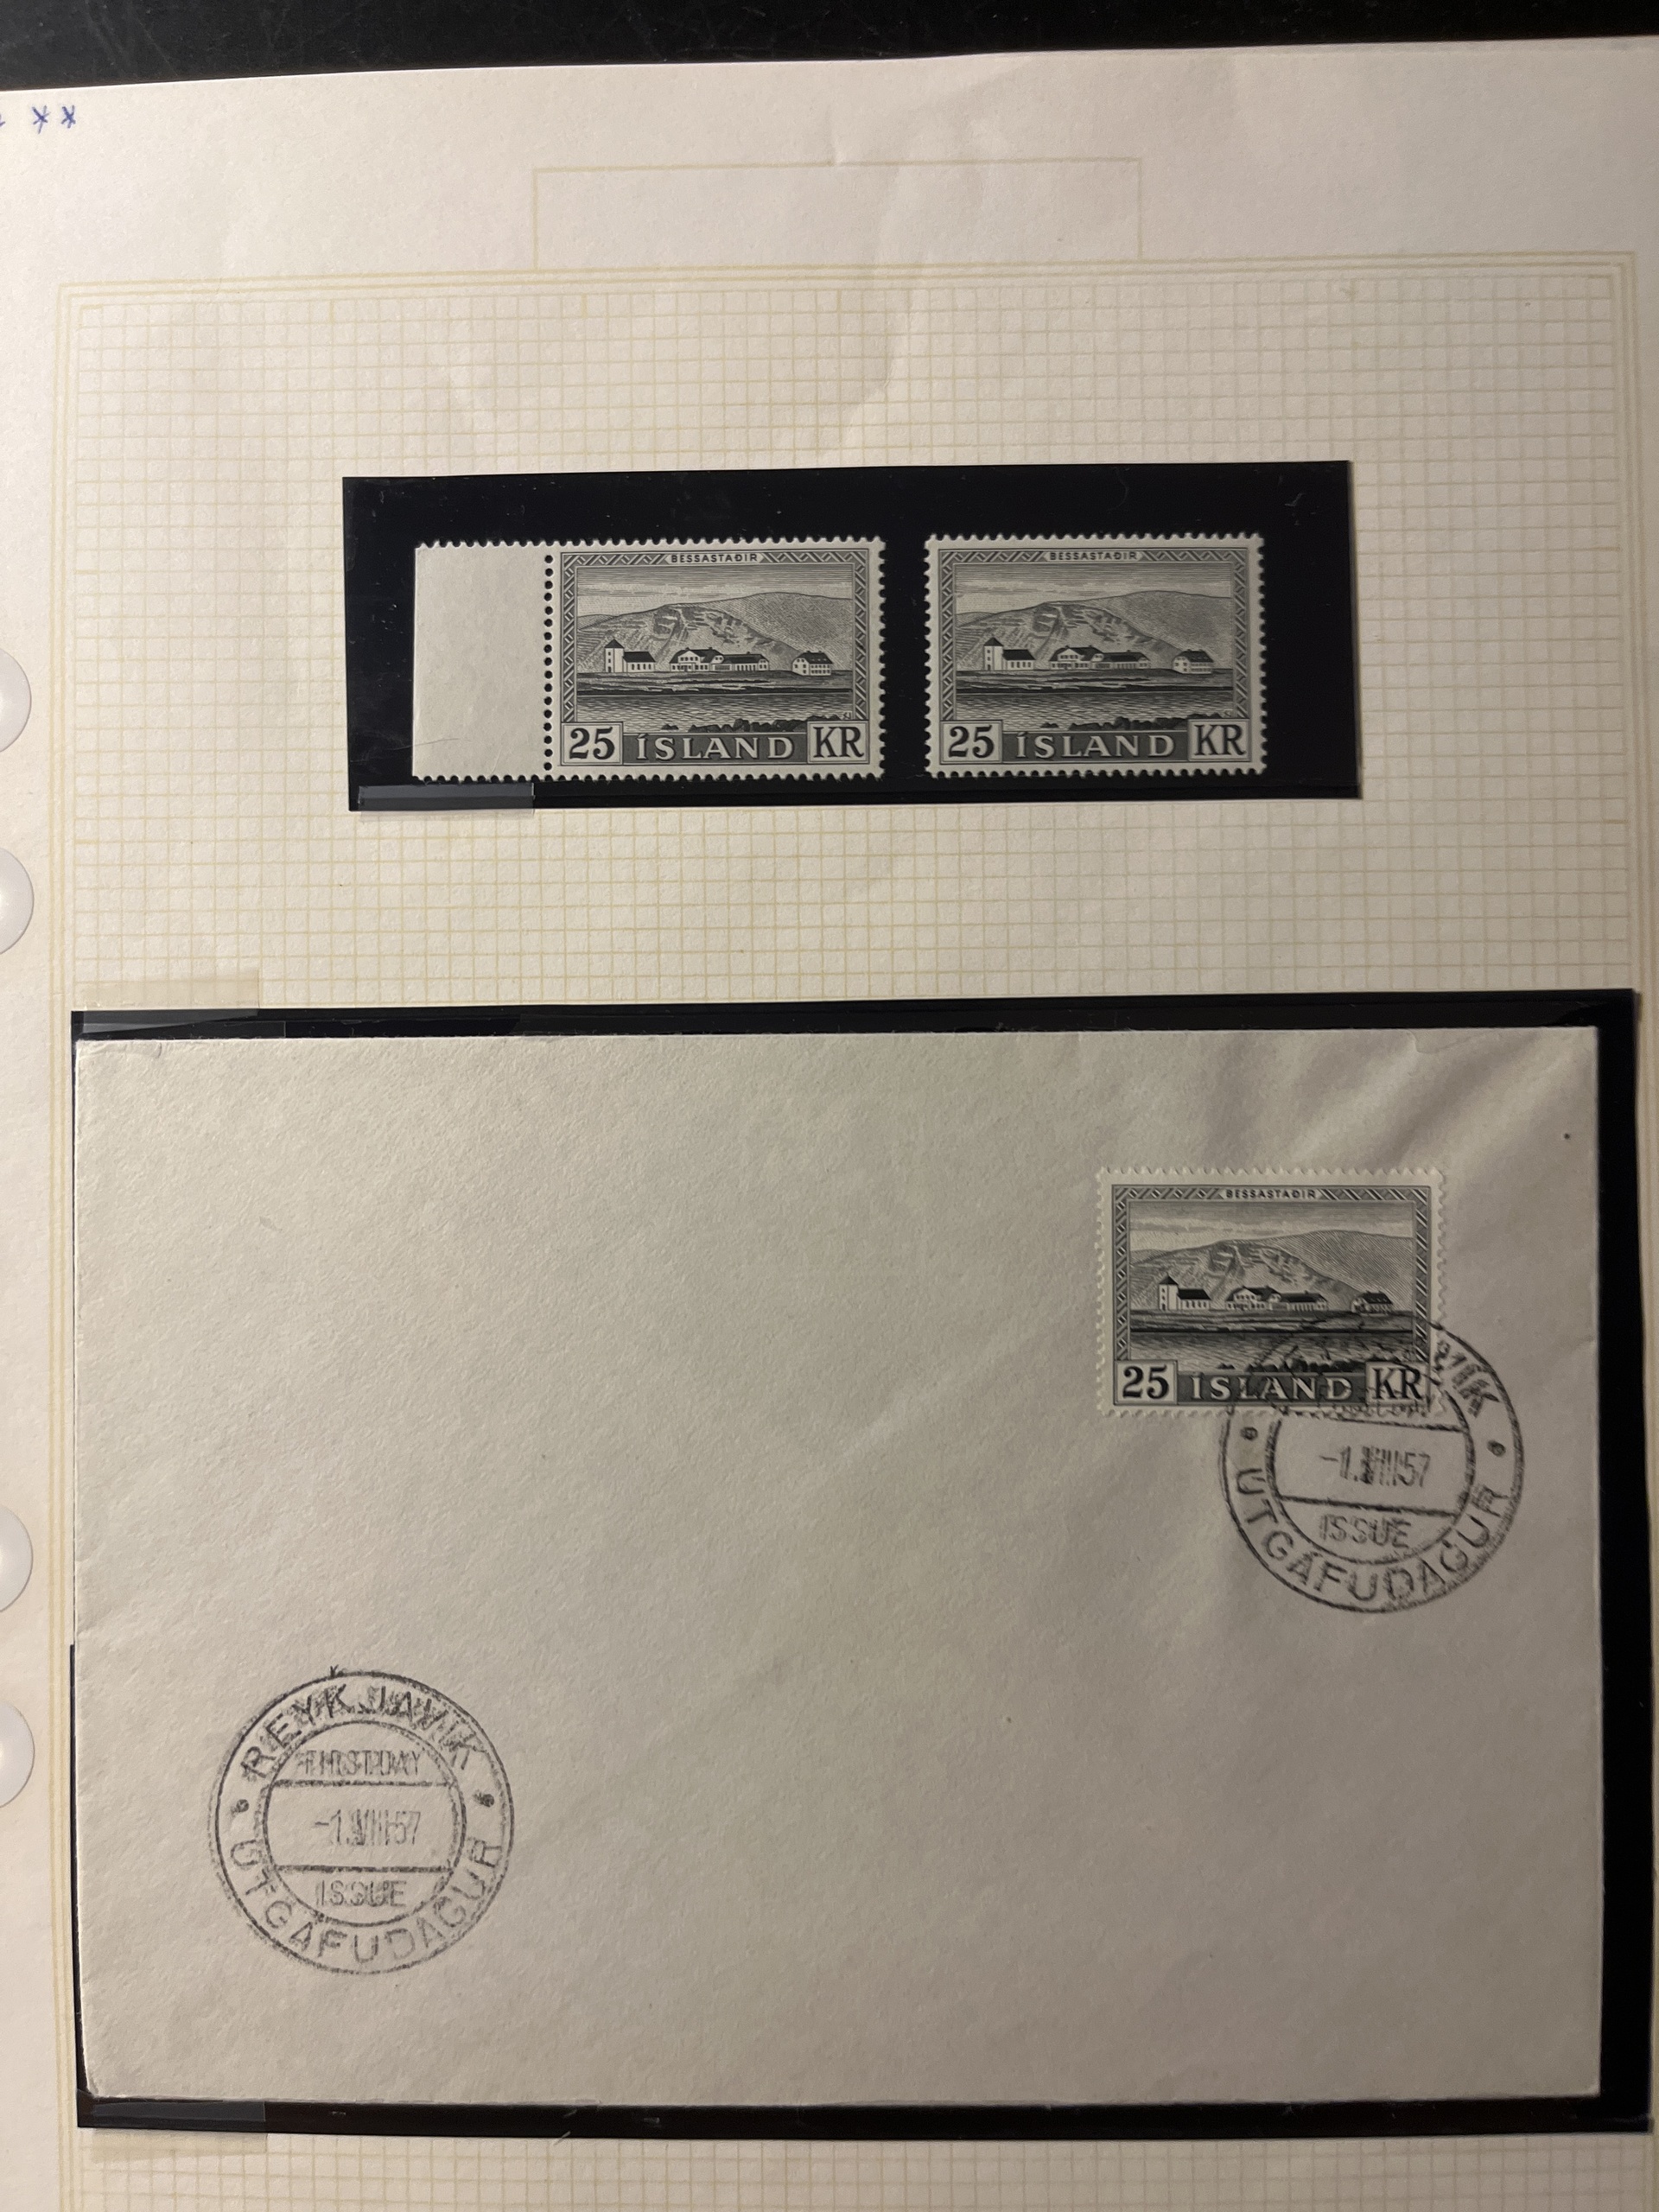 **
BESSASTAÐIR
25 ÍSLAND KR
BESSASTAÐIR
25 ÍSLAND KR
BESSASTAÐIR
25 ÍSLAND KR
-1.VIII.57
ISSUE
ÚTGÁFUDAGUR
REYKJAVÍK
FIRST DAY
-1.VIII.57
ISSUE
ÚTGÁFUDAGUR